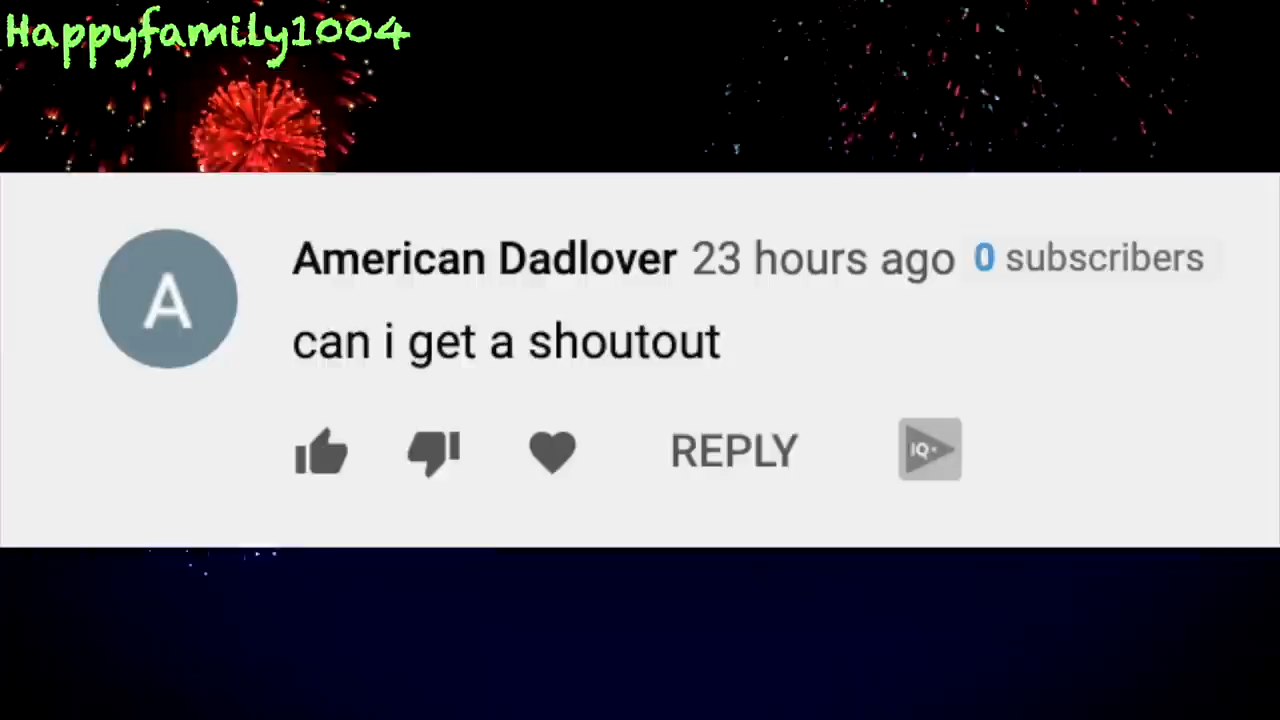 Happyfamily1004
American Dadlover 23 hours ago 0 subscribers
A
can i get a shoutout
REPLY IQ